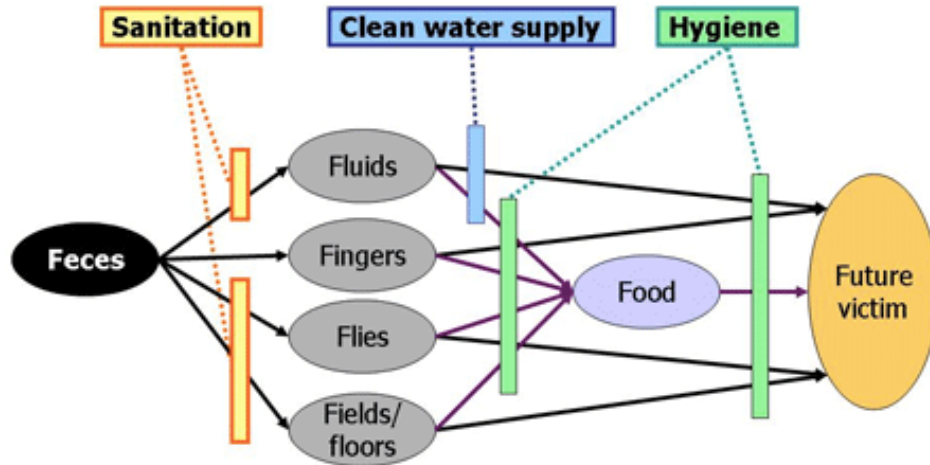 Sanitation
Clean water supply
Hygiene
Feces
Fluids
Fingers
Flies
Fields/
floors
Food
Future
victim